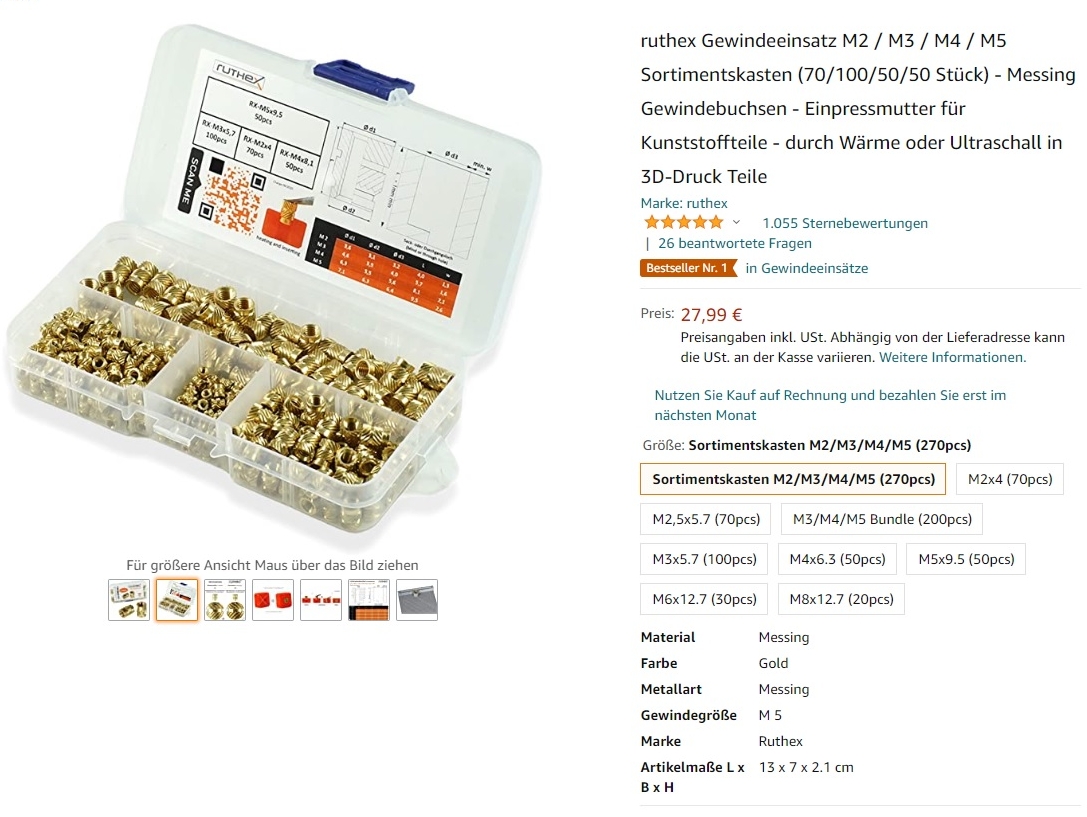 ruthex
RX-M5x9,5
50pcs
RX-M3x5,7
100pcs
RX-M2x4
70pcs
RX-M4x8,1
50pcs
SCAN ME
heating and inserting
Ø d1
Ø d3
min. w
Ø d2
Ø d1
Ø d2
Ø d3
L
w
M 2
M 3
M 4
M 5
Für größere Ansicht Maus über das Bild ziehen
ruthex Gewindeeinsatz M2 / M3 / M4 / M5
Sortimentskasten (70/100/50/50 Stück) - Messing
Gewindebuchsen - Einpressmutter für
Kunststoffteile - durch Wärme oder Ultraschall in
3D-Druck Teile
Marke: ruthex
1.055 Sternebewertungen
| 26 beantwortete Fragen
Bestseller Nr. 1 in Gewindeeinsätze
Preis: 27,99 €
Preisangaben inkl. USt. Abhängig von der Lieferadresse kann
die USt. an der Kasse variieren. Weitere Informationen.
Nutzen Sie Kauf auf Rechnung und bezahlen Sie erst im
nächsten Monat
Größe: Sortimentskasten M2/M3/M4/M5 (270pcs)
Sortimentskasten M2/M3/M4/M5 (270pcs) M2x4 (70pcs)
M2,5x5.7 (70pcs) M3/M4/M5 Bundle (200pcs)
M3x5.7 (100pcs) M4x6.3 (50pcs) M5x9.5 (50pcs)
M6x12.7 (30pcs) M8x12.7 (20pcs)
Material Messing
Farbe Gold
Metallart Messing
Gewindegröße M 5
Marke Ruthex
Artikelmaße L x 13 x 7 x 2.1 cm
B x H